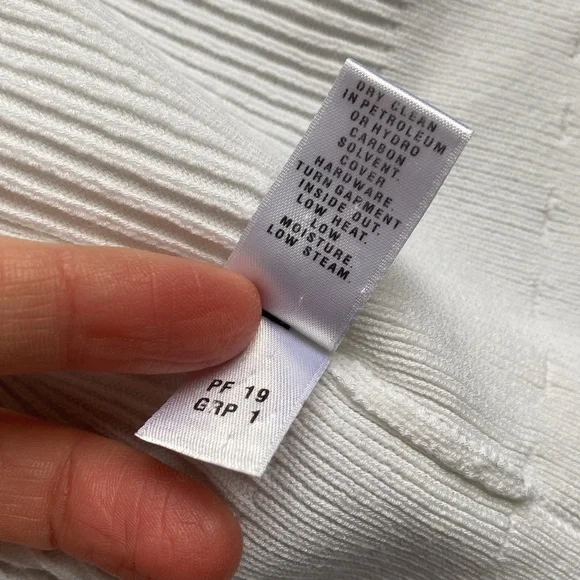 DRY CLEAN
IN PETROLEUM
OR HYDRO
CARBON
SOLVENT.
COVER
HARDWARE.
TURN GARMENT
INSIDE OUT.
LOW HEAT.
LOW
MOISTURE.
LOW STEAM.
PF 19
GRP 1